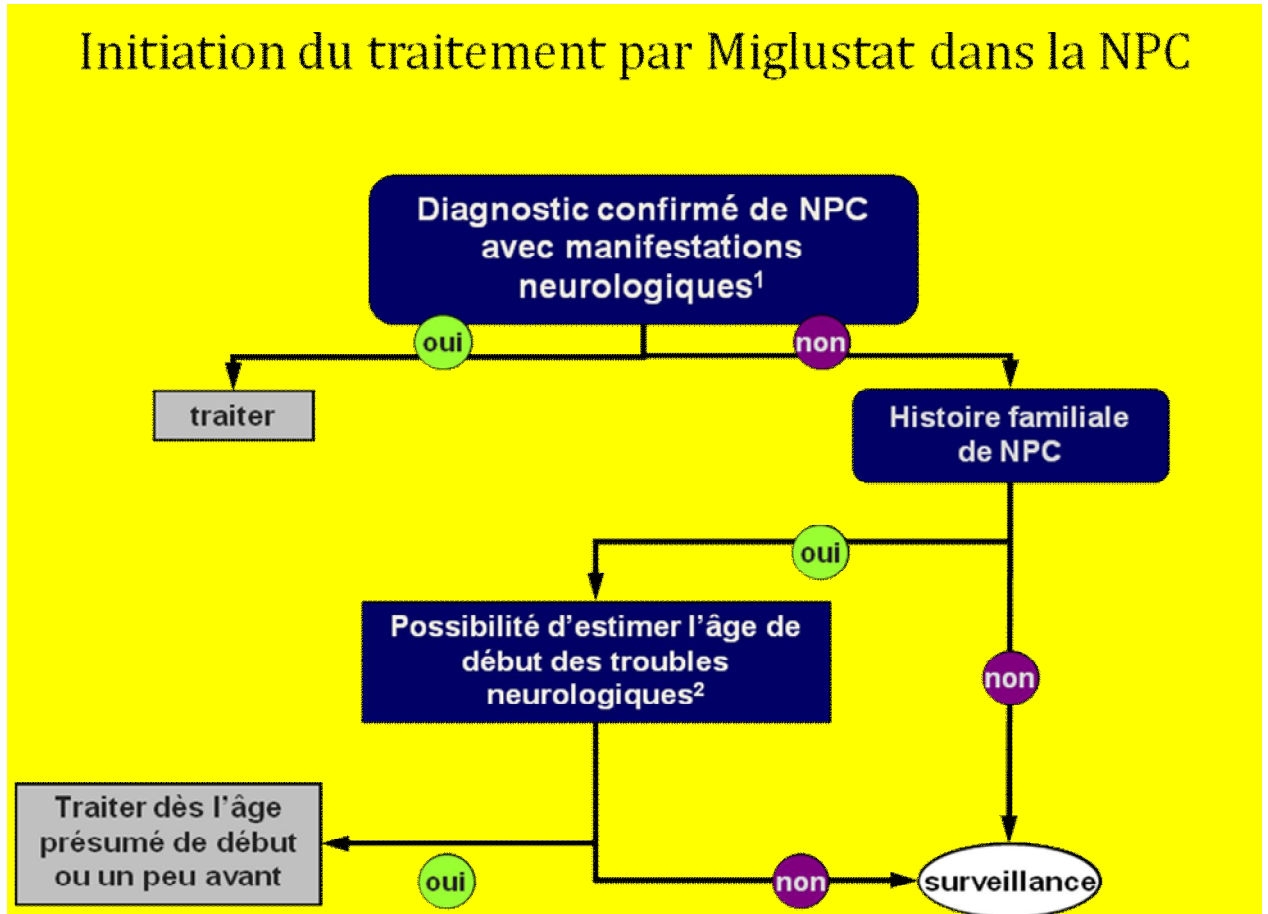 Initiation du traitement par Miglustat dans la NPC
Diagnostic confirmé de NPC
avec manifestations
neurologiques¹
oui
non
traiter
Histoire familiale
de NPC
oui
Possibilité d'estimer l'âge de
début des troubles
neurologiques²
non
Traiter dès l'âge
présumé de début
ou un peu avant
oui
non
surveillance